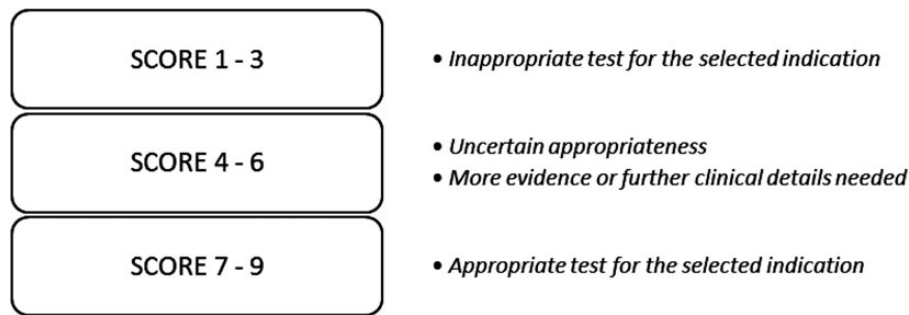 SCORE 1 - 3
• Inappropriate test for the selected indication
SCORE 4 - 6
• Uncertain appropriateness
• More evidence or further clinical details needed
SCORE 7 - 9
• Appropriate test for the selected indication